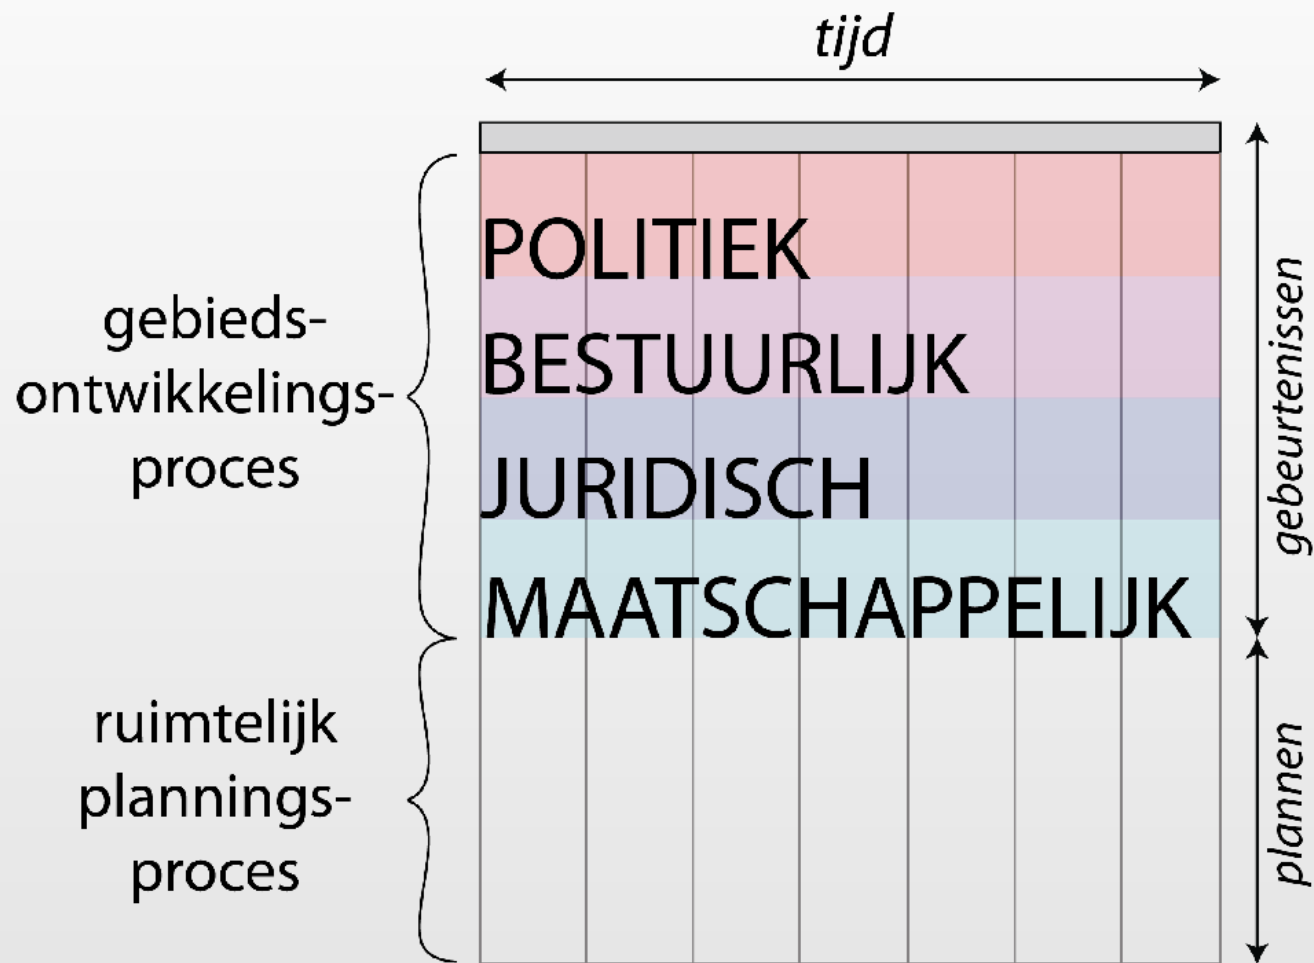 tijd
POLITIEK
BESTUURLIJK
JURIDISCH
MAATSCHAPPELIJK
gebieds-
ontwikkelings-
proces
ruimtelijk
plannings-
proces
gebeurtenissen
plannen